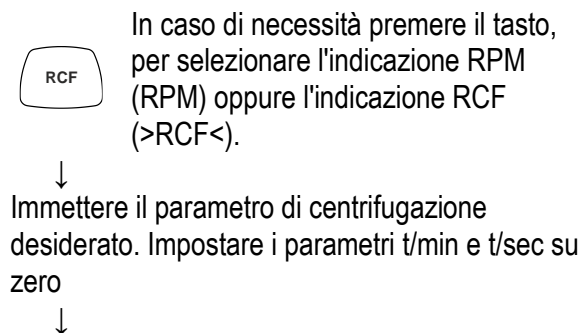 In caso di necessità premere il tasto,
per selezionare l'indicazione RPM
(RPM) oppure l'indicazione RCF
(>RCF<).
RCF
↓
Immettere il parametro di centrifugazione
desiderato. Impostare i parametri t/min e t/sec su
zero
↓